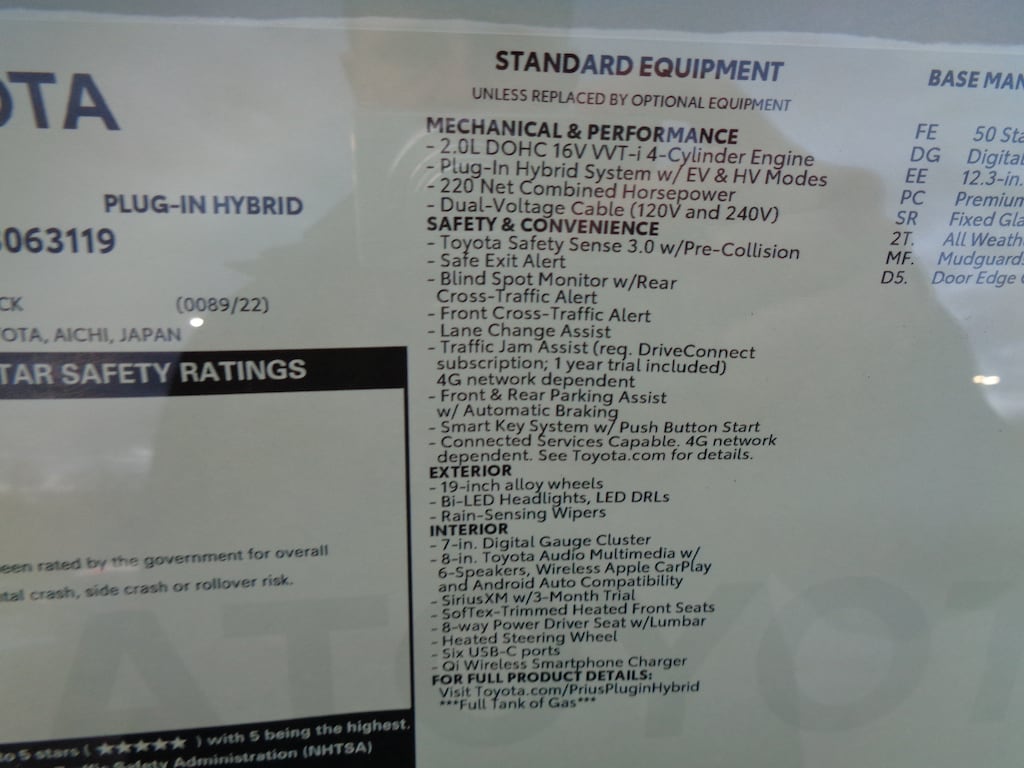 OTA
PLUG-IN HYBRID
3063119
CK (0089/22)
OTA, AICHI, JAPAN
TAR SAFETY RATINGS
een rated by the government for overall
tal crash, side crash or rollover risk.
to 5 stars ( ★★★★★ ) with 5 being the highest.
Safety Administration (NHTSA)
STANDARD EQUIPMENT
UNLESS REPLACED BY OPTIONAL EQUIPMENT
MECHANICAL & PERFORMANCE
- 2.0L DOHC 16V VVT-i 4-Cylinder Engine
- Plug-In Hybrid System w/ EV & HV Modes
- 220 Net Combined Horsepower
- Dual-Voltage Cable (120V and 240V)
SAFETY & CONVENIENCE
- Toyota Safety Sense 3.0 w/Pre-Collision
- Safe Exit Alert
- Blind Spot Monitor w/Rear
Cross-Traffic Alert
- Front Cross-Traffic Alert
- Lane Change Assist
- Traffic Jam Assist (req. DriveConnect
subscription; 1 year trial included)
4G network dependent
- Front & Rear Parking Assist
w/ Automatic Braking
- Smart Key System w/ Push Button Start
- Connected Services Capable. 4G network
dependent. See Toyota.com for details.
EXTERIOR
- 19-inch alloy wheels
- Bi-LED Headlights, LED DRLs
- Rain-Sensing Wipers
INTERIOR
- 7-in. Digital Gauge Cluster
- 8-in. Toyota Audio Multimedia w/
6-Speakers, Wireless Apple CarPlay
and Android Auto Compatibility
- SiriusXM w/3-Month Trial
- SofTex-Trimmed Heated Front Seats
- 8-way Power Driver Seat w/Lumbar
- Heated Steering Wheel
- Six USB-C ports
- Qi Wireless Smartphone Charger
FOR FULL PRODUCT DETAILS:
Visit Toyota.com/PriusPluginHybrid
***Full Tank of Gas***
BASE MAN
FE 50 Sta
DG Digital
EE 12.3-in.
PC Premium
SR Fixed Gla
2T. All Weath
MF. Mudguards
D5. Door Edge